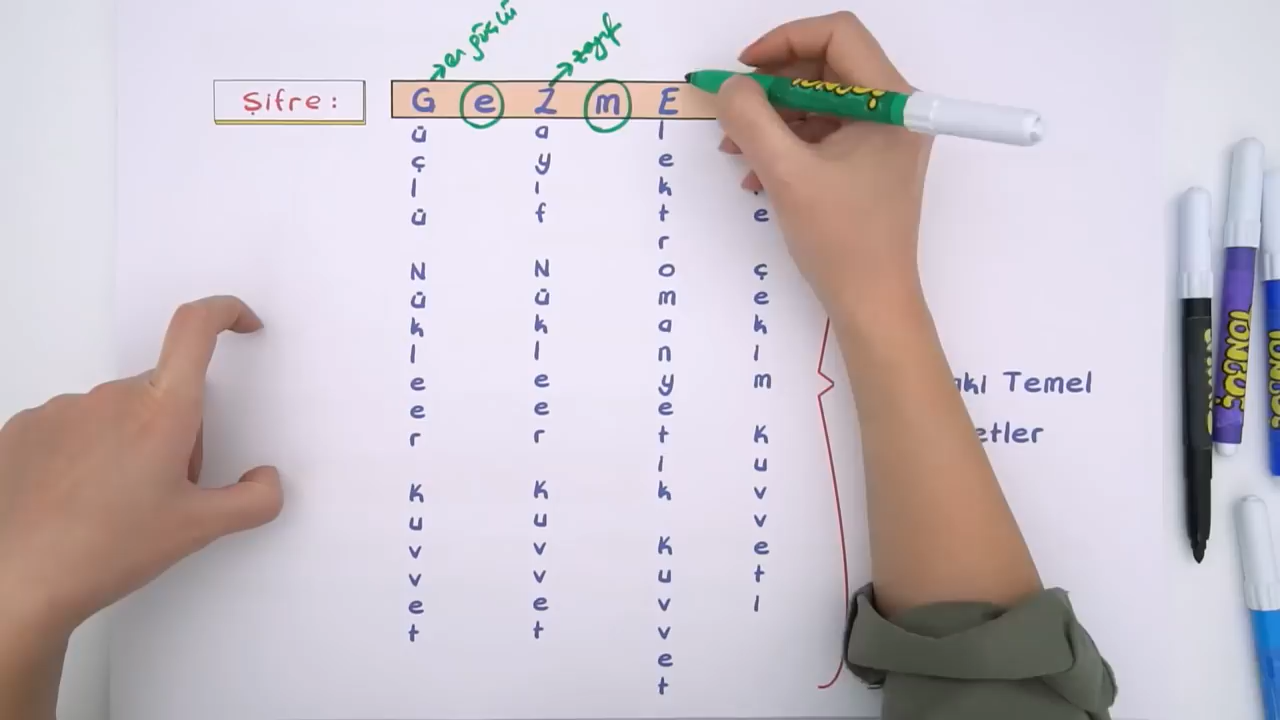 en güçlü
zayıf
Şifre :
G e Z m E
Güçlü Nükleer Kuvvet
Zayıf Nükleer Kuvvet
Elektromanyetik Kuvvet
e çekim Kuvveti
Temel